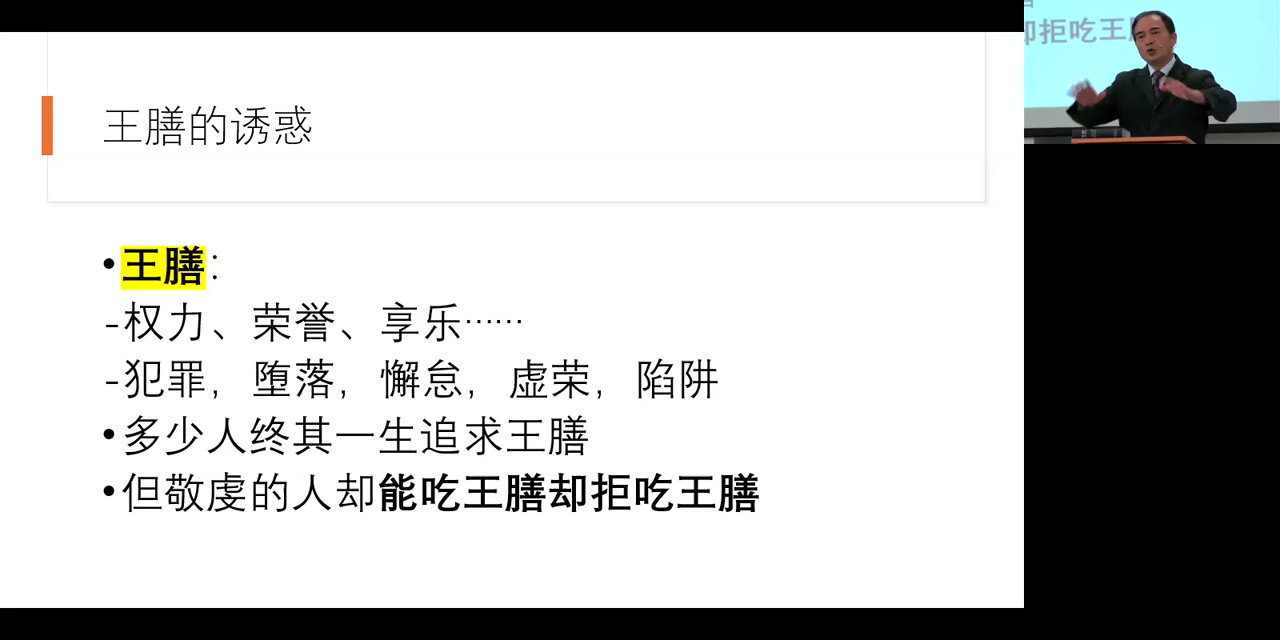 王膳的诱惑
•王膳：
-权力、荣誉、享乐……
-犯罪，堕落，懈怠，虚荣，陷阱
•多少人终其一生追求王膳
•但敬虔的人却能吃王膳却拒吃王膳
却拒吃王